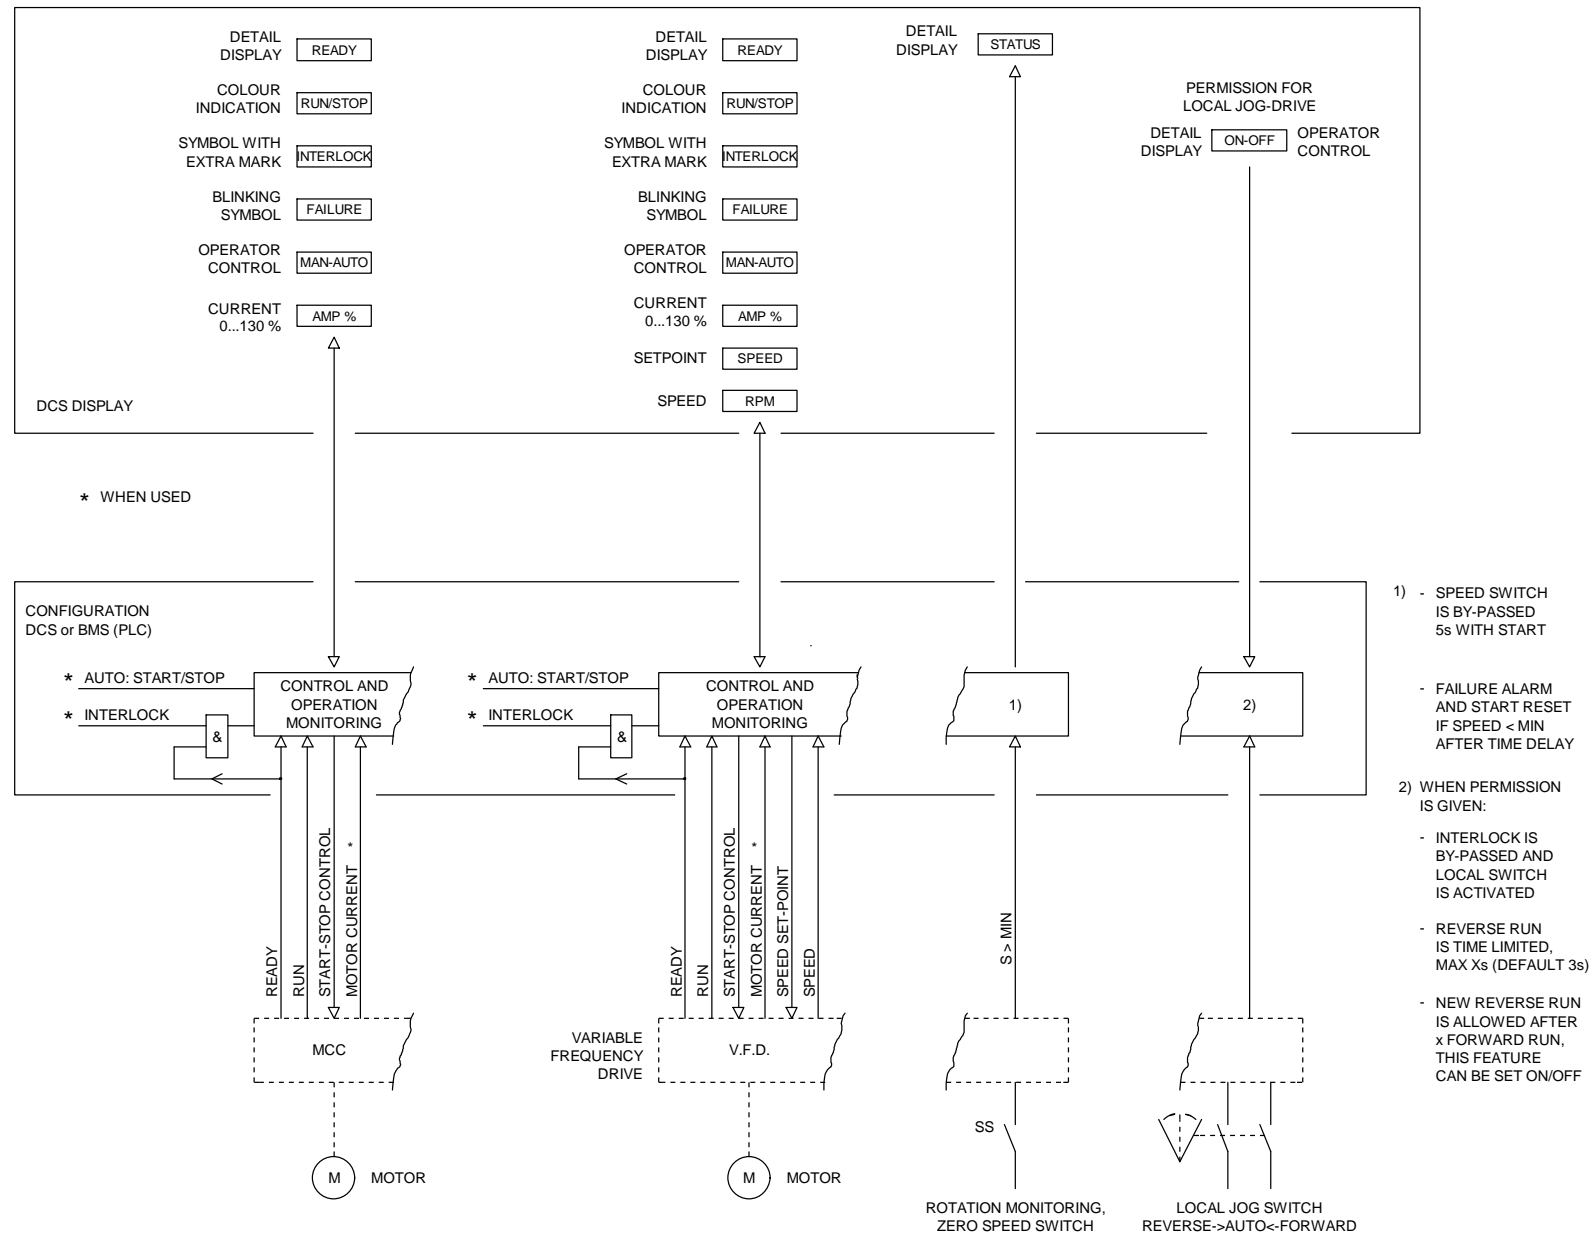 DETAIL
DISPLAY
READY
COLOUR
INDICATION
RUN/STOP
SYMBOL WITH
EXTRA MARK
INTERLOCK
BLINKING
SYMBOL
FAILURE
OPERATOR
CONTROL
MAN-AUTO
CURRENT
0...130 %
AMP %
DCS DISPLAY
DETAIL
DISPLAY
READY
COLOUR
INDICATION
RUN/STOP
SYMBOL WITH
EXTRA MARK
INTERLOCK
BLINKING
SYMBOL
FAILURE
OPERATOR
CONTROL
MAN-AUTO
CURRENT
0...130 %
AMP %
SETPOINT
SPEED
SPEED
RPM
DETAIL
DISPLAY
STATUS
PERMISSION FOR
LOCAL JOG-DRIVE
DETAIL
DISPLAY
ON-OFF
OPERATOR
CONTROL
* WHEN USED
CONFIGURATION
DCS or BMS (PLC)
* AUTO: START/STOP
* INTERLOCK
&
CONTROL AND
OPERATION
MONITORING
* AUTO: START/STOP
* INTERLOCK
&
CONTROL AND
OPERATION
MONITORING
1)
2)
READY
RUN
START-STOP CONTROL
MOTOR CURRENT *
READY
RUN
START-STOP CONTROL
MOTOR CURRENT *
SPEED SET-POINT
SPEED
S > MIN
MCC
VARIABLE
FREQUENCY
DRIVE
V.F.D.
SS
M
MOTOR
M
MOTOR
ROTATION MONITORING,
ZERO SPEED SWITCH
LOCAL JOG SWITCH
REVERSE->AUTO<-FORWARD
1) - SPEED SWITCH
IS BY-PASSED
5s WITH START
- FAILURE ALARM
AND START RESET
IF SPEED < MIN
AFTER TIME DELAY
2) WHEN PERMISSION
IS GIVEN:
- INTERLOCK IS
BY-PASSED AND
LOCAL SWITCH
IS ACTIVATED
- REVERSE RUN
IS TIME LIMITED,
MAX Xs (DEFAULT 3s)
- NEW REVERSE RUN
IS ALLOWED AFTER
x FORWARD RUN,
THIS FEATURE
CAN BE SET ON/OFF